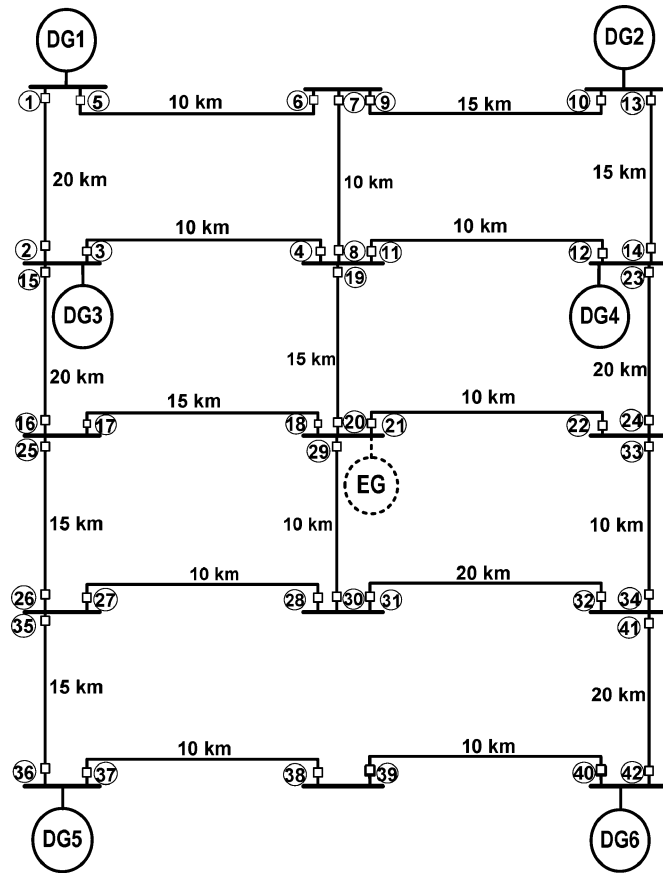 DG1 DG2
1 5 10 km 6 7 9 15 km 10 13
20 km 10 km 15 km
10 km 10 km
2 3 4 8 11 12 14
15 19 23
DG3 DG4
20 km 15 km 20 km
15 km 10 km
16 17 18 20 21 22 24
25 29 33
EG
15 km 10 km 10 km
10 km 20 km
26 27 28 30 31 32 34
35 41
15 km 20 km
10 km 10 km
36 37 38 39 40 42
DG5 DG6